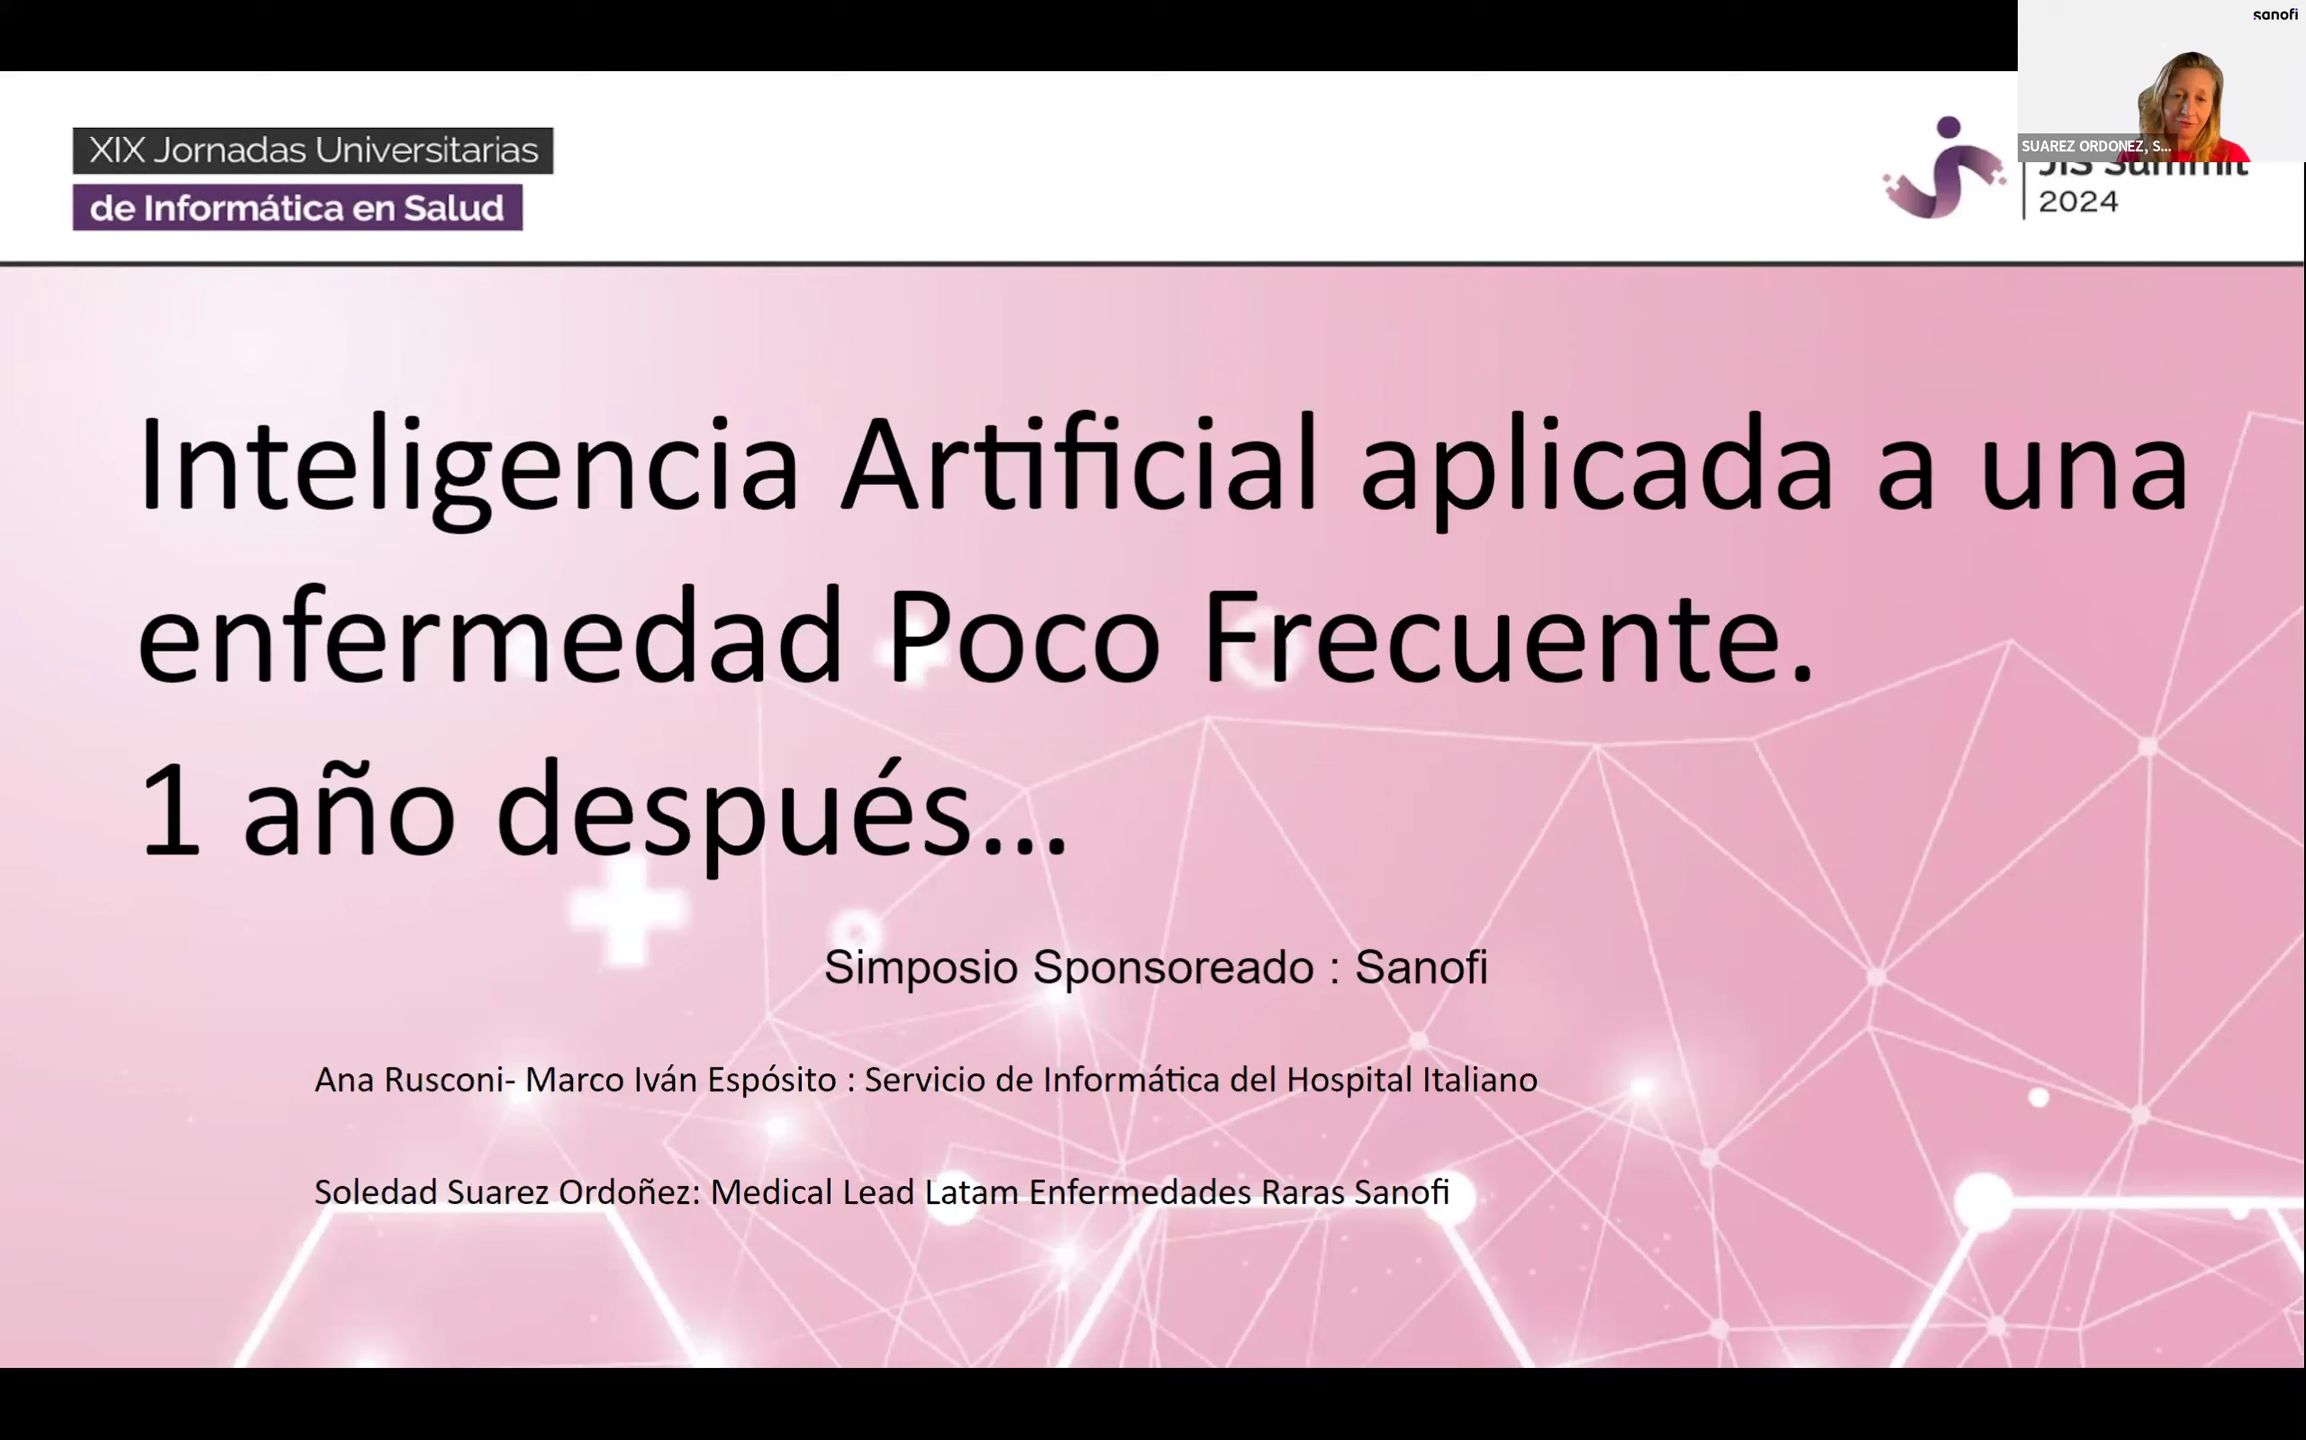 sanofi
SUAREZ ORDONEZ, S...
XIX Jornadas Universitarias
de Informática en Salud
JIS Summit
2024
Inteligencia Artificial aplicada a una
enfermedad Poco Frecuente.
1 año después...
Simposio Sponsoreado : Sanofi
Ana Rusconi- Marco Iván Espósito : Servicio de Informática del Hospital Italiano
Soledad Suarez Ordoñez: Medical Lead Latam Enfermedades Raras Sanofi